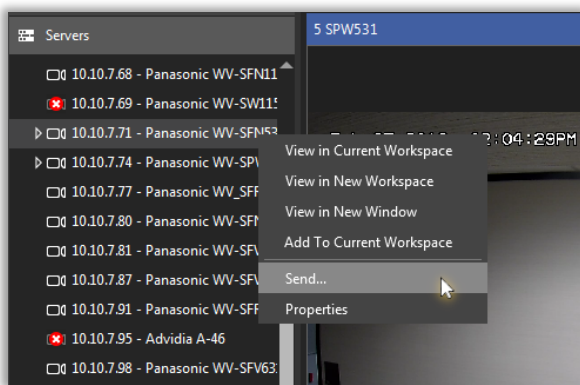 Servers
5 SPW531
10.10.7.68 - Panasonic WV-SFN11
10.10.7.69 - Panasonic WV-SW115
10.10.7.71 - Panasonic WV-SFN53
10.10.7.74 - Panasonic WV-SPW
10.10.7.77 - Panasonic WV_SFP
10.10.7.80 - Panasonic WV-SFN
10.10.7.81 - Panasonic WV-SFV
10.10.7.87 - Panasonic WV-SFV
10.10.7.91 - Panasonic WV-SFP
10.10.7.95 - Advidia A-46
10.10.7.98 - Panasonic WV-SFV63
:04:29PM
View in Current Workspace
View in New Workspace
View in New Window
Add To Current Workspace
Send...
Properties